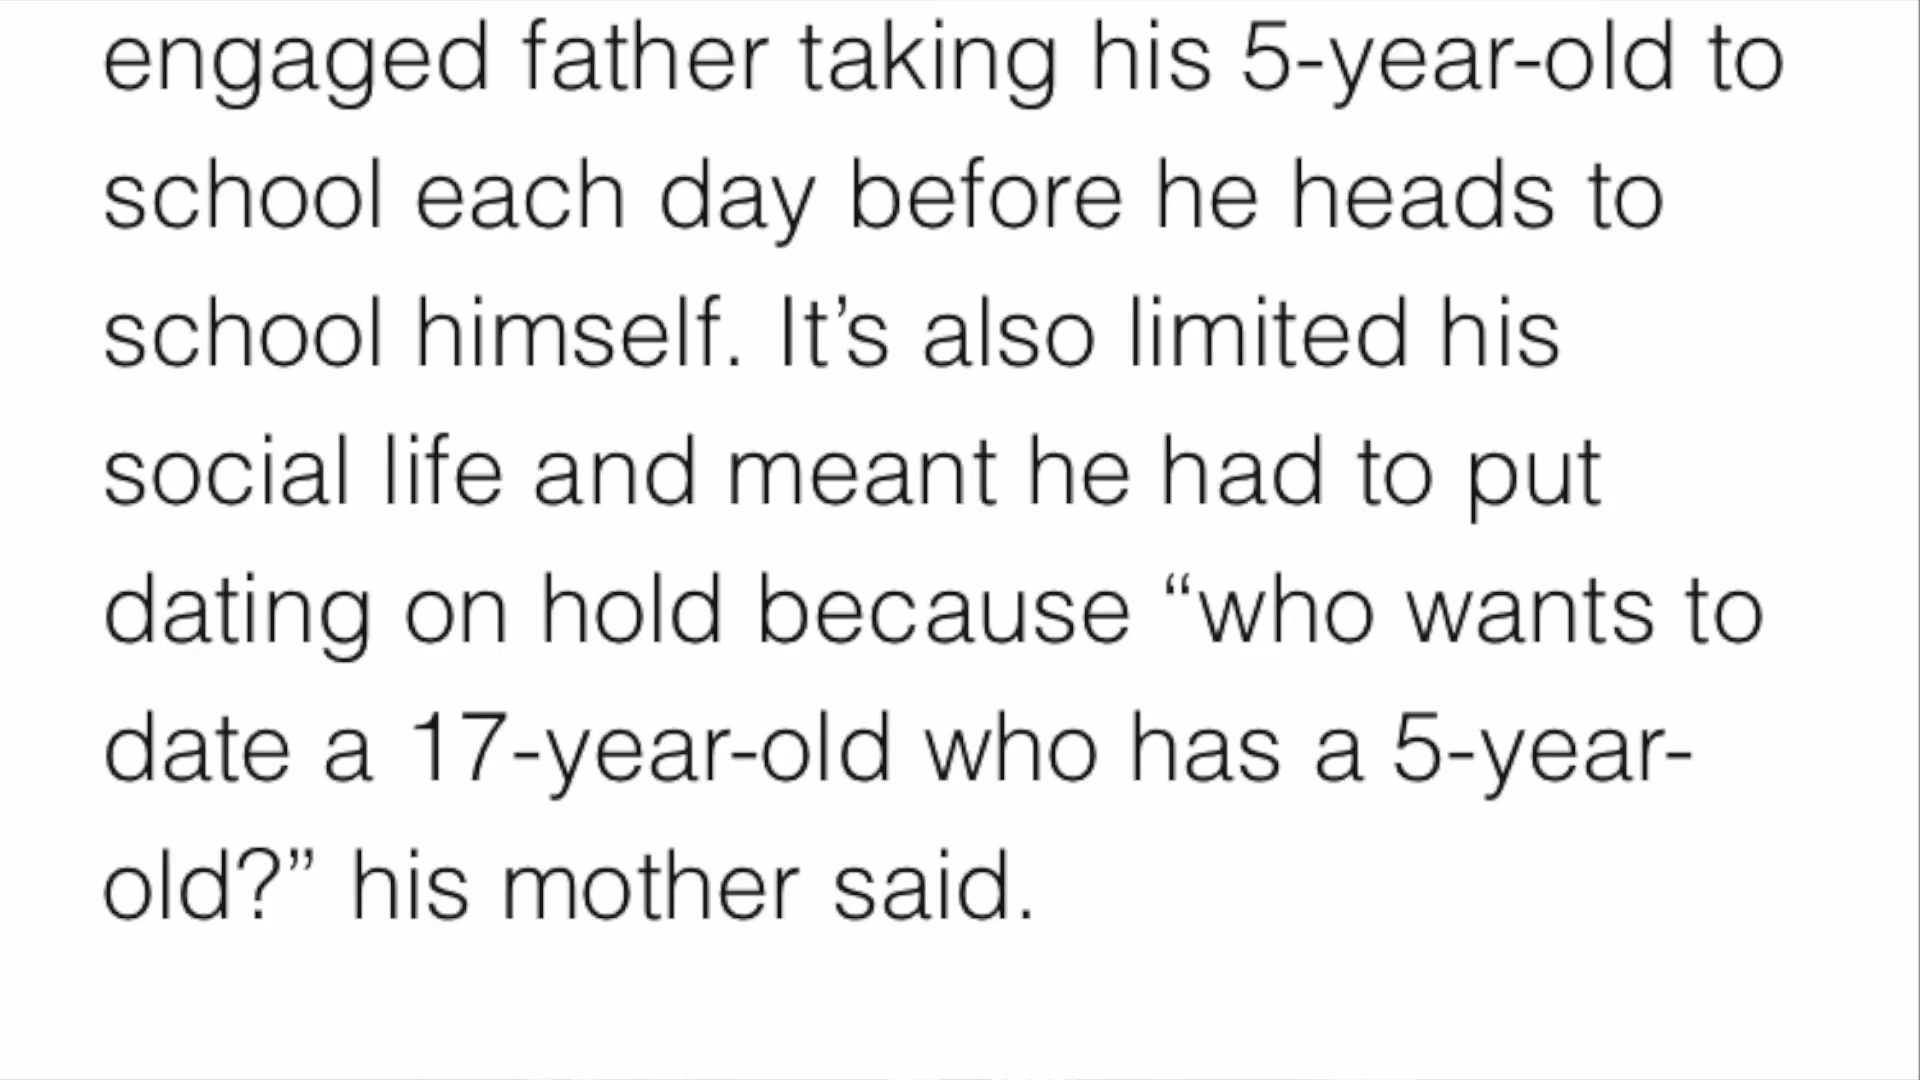 engaged father taking his 5-year-old to
school each day before he heads to
school himself. It’s also limited his
social life and meant he had to put
dating on hold because “who wants to
date a 17-year-old who has a 5-year-
old?” his mother said.